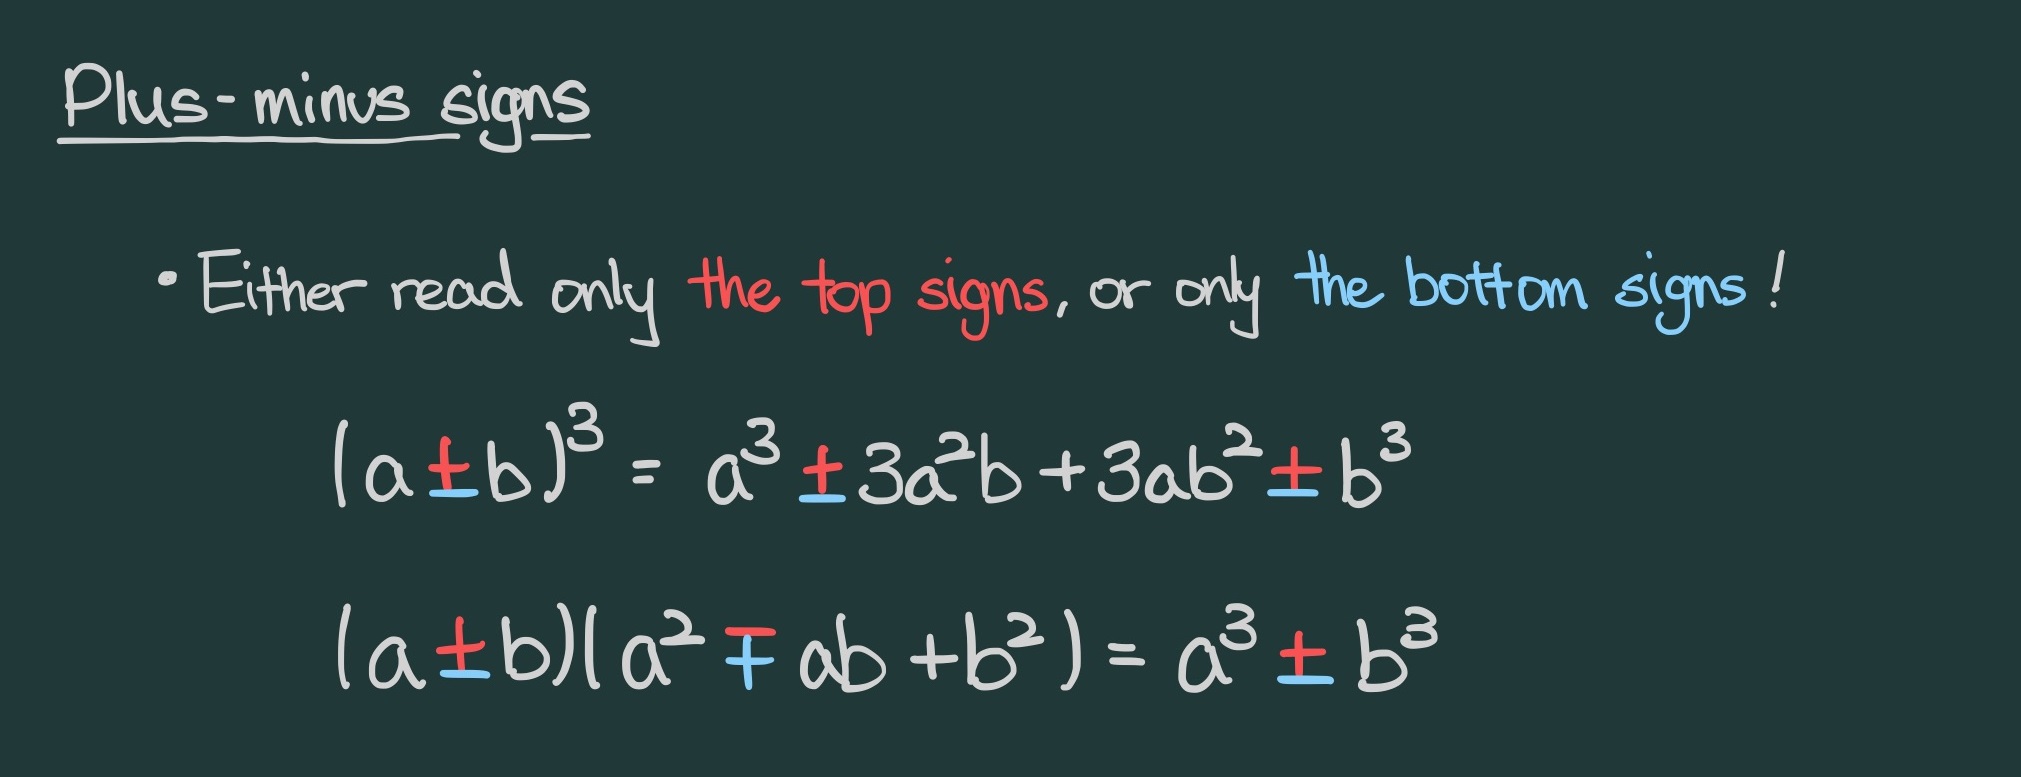 Plus-minus signs
• Either read only the top signs, or only the bottom signs!
(a ± b)³ = a³ ± 3a²b + 3ab² ± b³
(a ± b)(a² ∓ ab + b²) = a³ ± b³